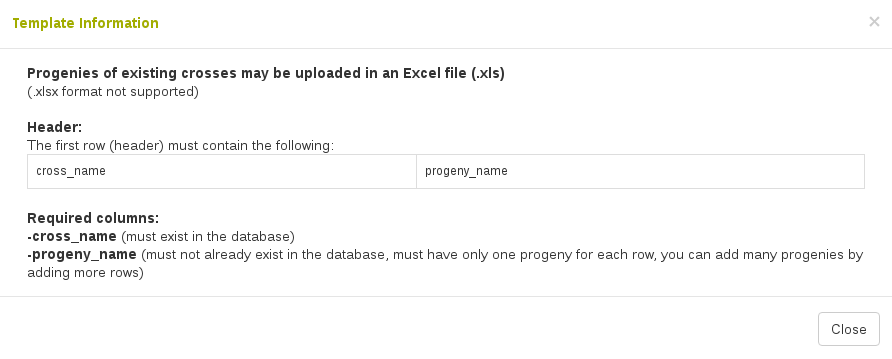 Template Information
×
Progenies of existing crosses may be uploaded in an Excel file (.xls)
(.xlsx format not supported)
Header:
The first row (header) must contain the following:
cross_name progeny_name
Required columns:
-cross_name (must exist in the database)
-progeny_name (must not already exist in the database, must have only one progeny for each row, you can add many progenies by
adding more rows)
Close